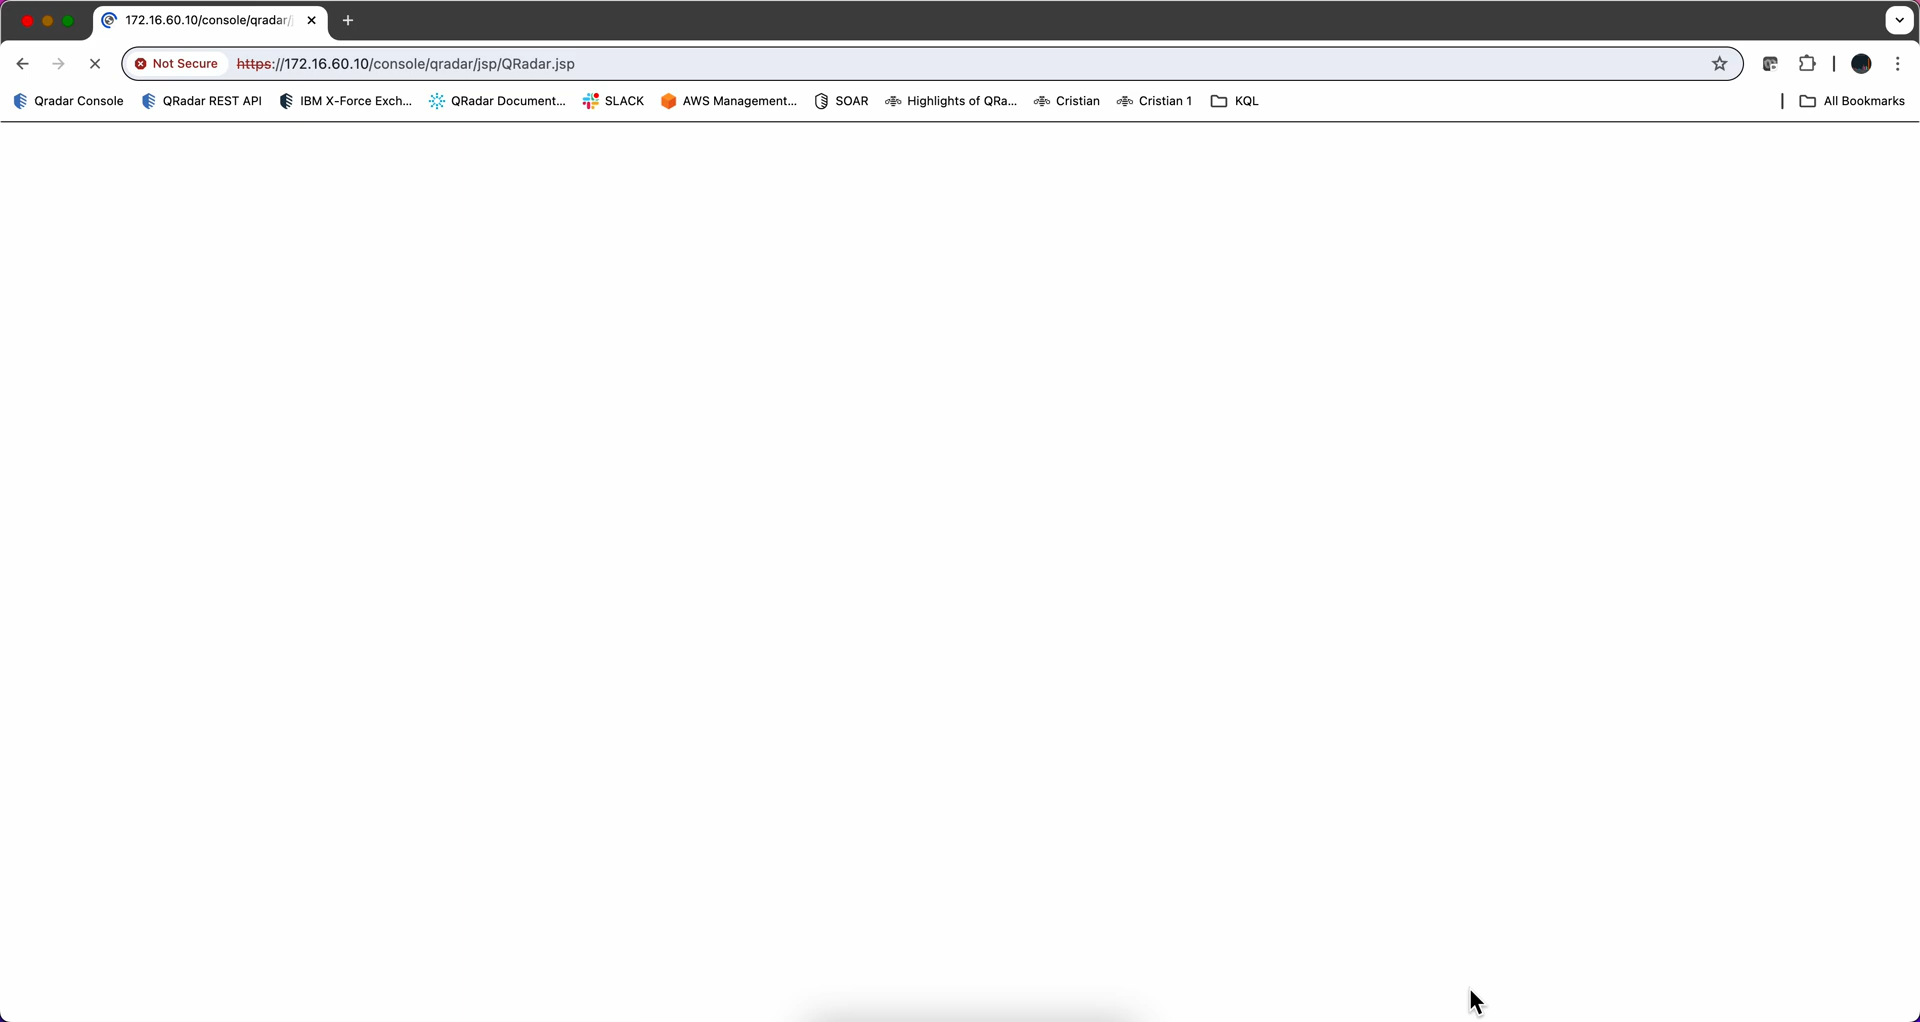 172.16.60.10/console/qradar/
Not Secure https://172.16.60.10/console/qradar/jsp/QRadar.jsp
Qradar Console QRadar REST API IBM X-Force Exch... QRadar Document... SLACK AWS Management... SOAR Highlights of QRa... Cristian Cristian 1 KQL All Bookmarks